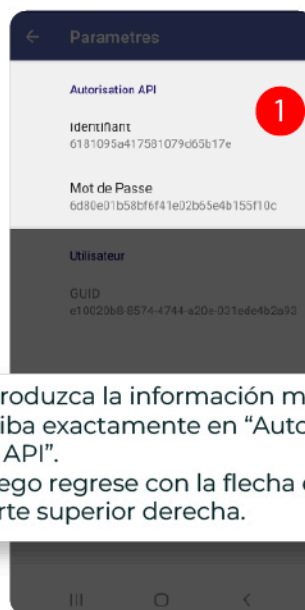 Parametres
Autorisation API
1
Identifiant
6181095a417581079d65b17e
Mot de Passe
6d80e01b58bf6f41e02b65e4b155f10c
Utilisateur
GUID
e10020b8-8574-4744-a20e-031ede4b2a93
roduzca la información m
iba exactamente en “Auto
API”.
ego regrese con la flecha
rte superior derecha.